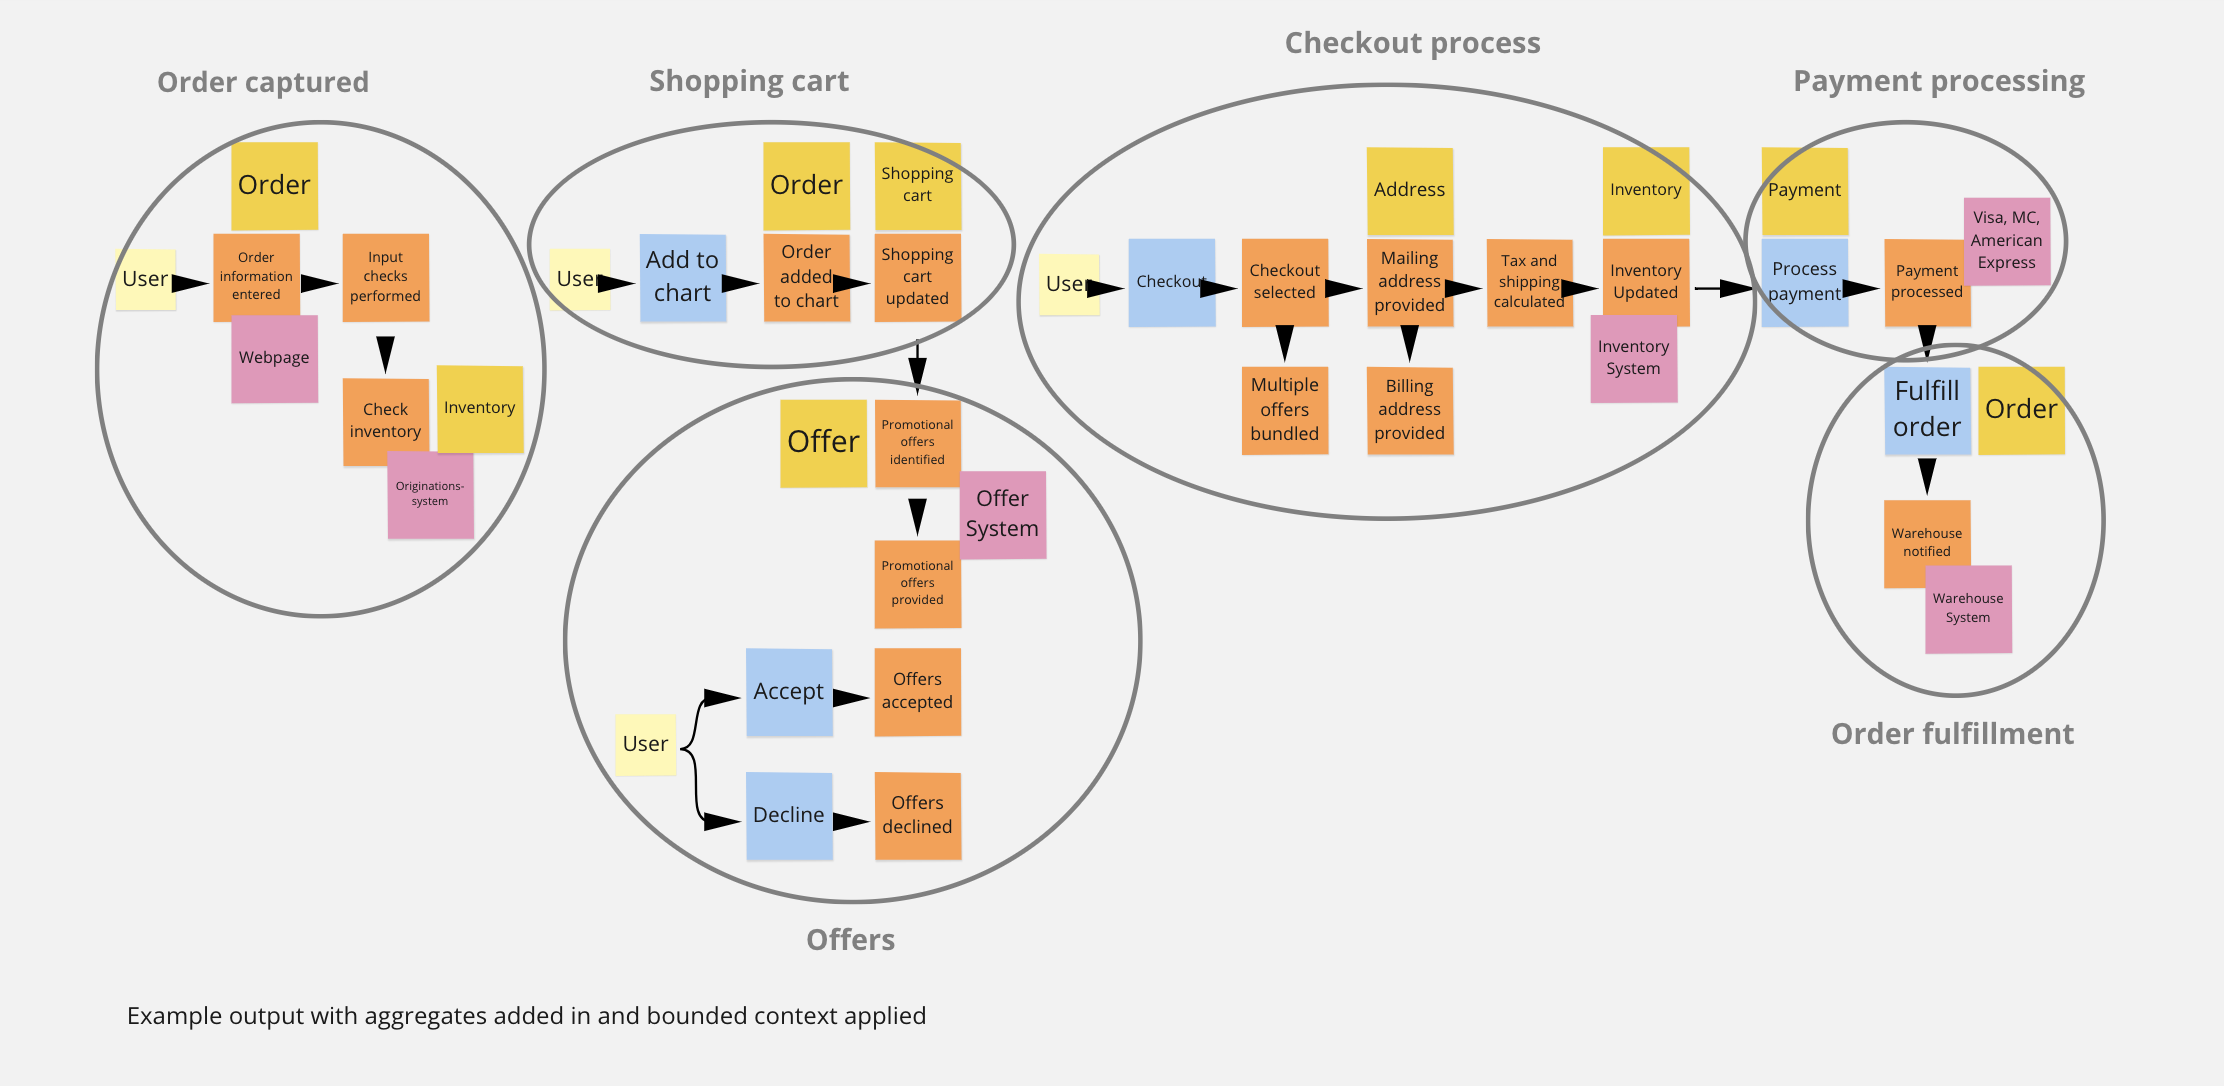 Checkout process
Order captured
Shopping cart
Payment processing
Order
User
Order
information
entered
Input
checks
performed
Webpage
Check
inventory
Inventory
Originations-
system
Order
Shopping
cart
User
Add to
chart
Order
added
to chart
Shopping
cart
updated
Offer
Promotional
offers
identified
Offer
System
Promotional
offers
provided
User
Accept
Offers
accepted
Decline
Offers
declined
Offers
Address
Inventory
User
Checkout
Checkout
selected
Mailing
address
provided
Tax and
shipping
calculated
Inventory
Updated
Multiple
offers
bundled
Billing
address
provided
Inventory
System
Payment
Visa, MC,
American
Express
Process
payment
Payment
processed
Fulfill
order
Order
Warehouse
notified
Warehouse
System
Order fulfillment
Example output with aggregates added in and bounded context applied